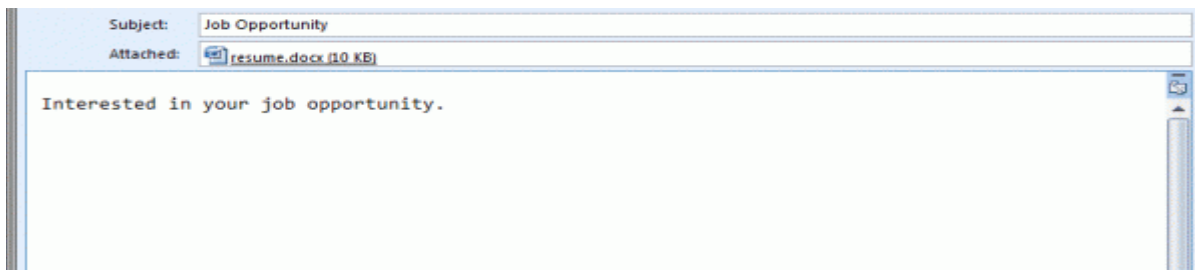 Subject: Job Opportunity
Attached: resume.docx (10 KB)
Interested in your job opportunity.